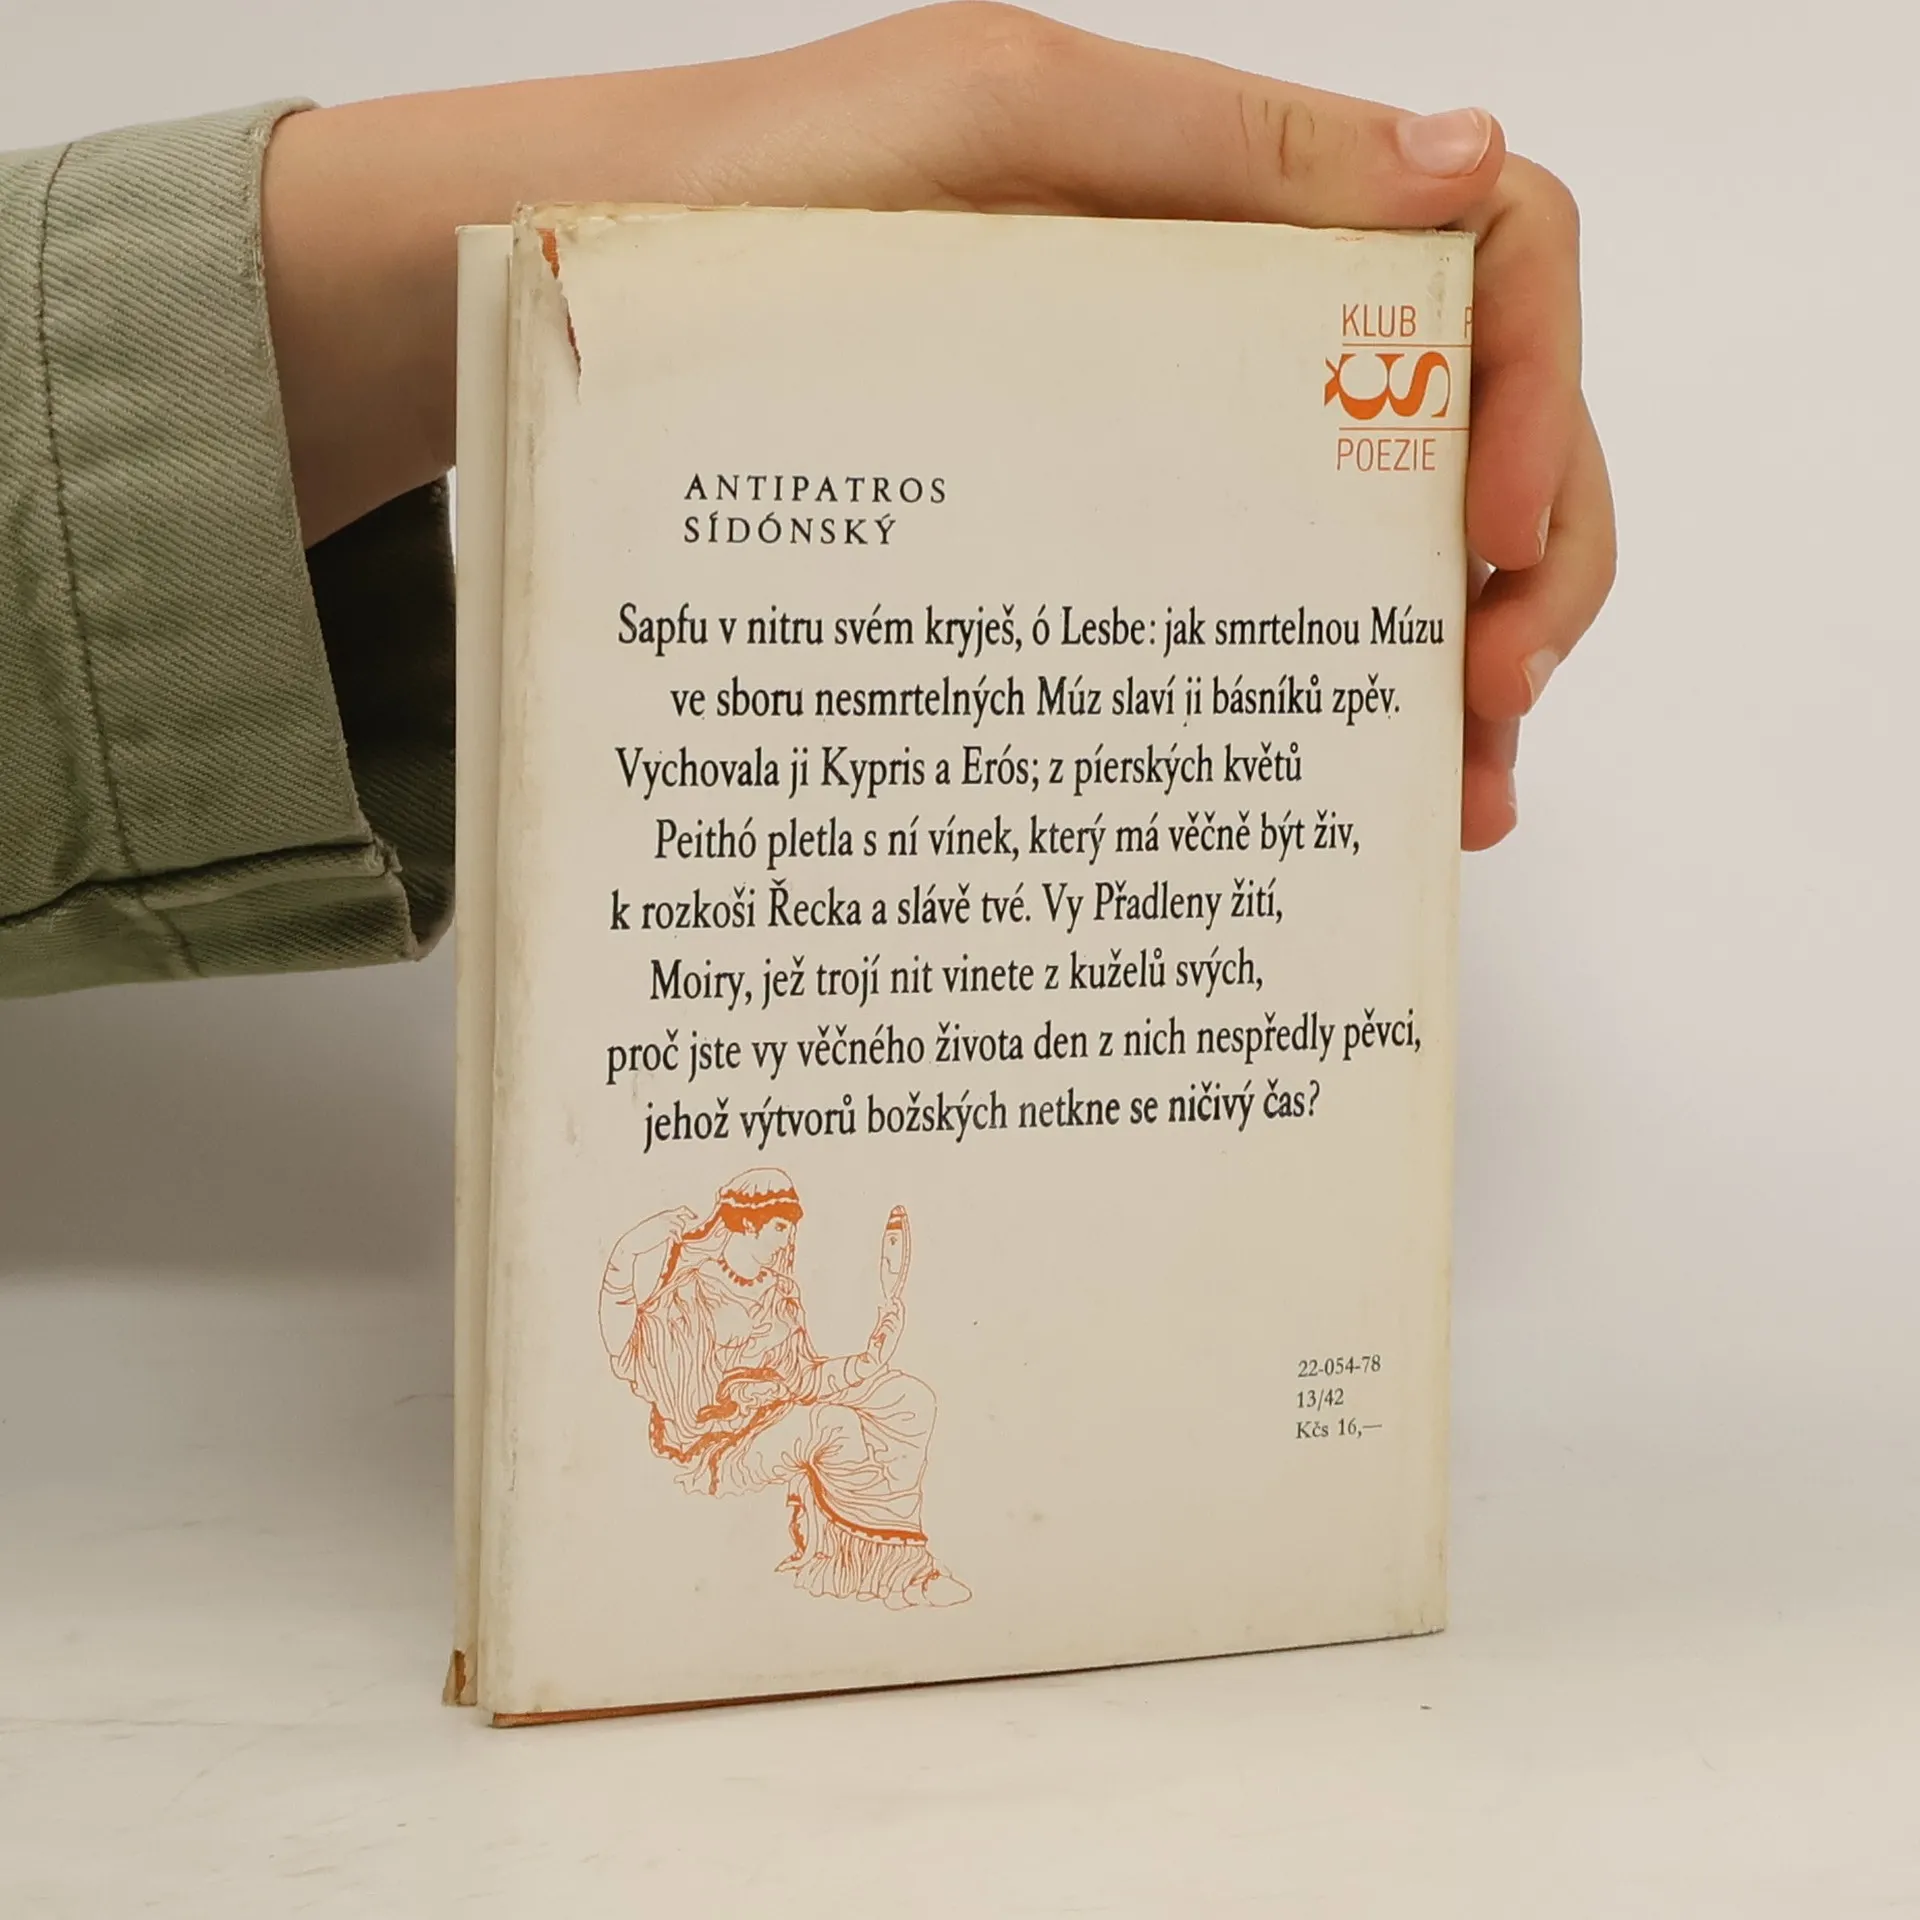 KLUB
ČS
POEZIE
ANTIPATROS
SÍDÓNSKÝ
Sapfu v nitru svém kryješ, ó Lesbe: jak smrtelnou Múzu
ve sboru nesmrtelných Múz slaví ji básníků zpěv.
Vychovala ji Kypris a Erós; z píerských květů
Peithó pletla s ní vínek, který má věčně být živ,
k rozkoši Řecka a slávě tvé. Vy Přadleny žití,
Moiry, jež trojí nit vinete z kuželů svých,
proč jste vy věčného života den z nich nespředly pěvci,
jehož výtvorů božských netkne se ničivý čas?
22-054-78
13/42
Kčs 16,—